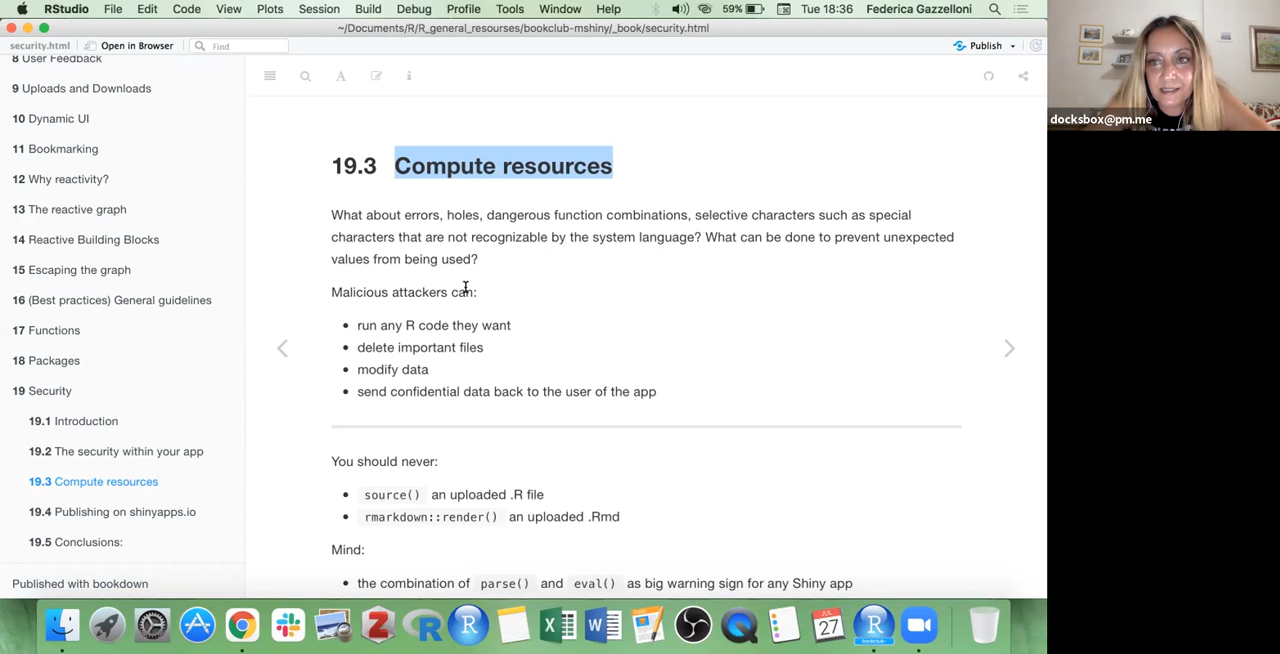 RStudio File Edit Code View Plots Session Build Debug Profile Tools Window Help 59% Tue 18:36 Federica Gazzelloni
~/Documents/R/R_general_resourses/bookclub-mshiny/_book/security.html
security.html Open in Browser Find Publish
8 User Feedback
9 Uploads and Downloads
10 Dynamic UI
11 Bookmarking
12 Why reactivity?
13 The reactive graph
14 Reactive Building Blocks
15 Escaping the graph
16 (Best practices) General guidelines
17 Functions
18 Packages
19 Security
19.1 Introduction
19.2 The security within your app
19.3 Compute resources
19.4 Publishing on shinyapps.io
19.5 Conclusions:
Published with bookdown
19.3 Compute resources
What about errors, holes, dangerous function combinations, selective characters such as special
characters that are not recognizable by the system language? What can be done to prevent unexpected
values from being used?
Malicious attackers can:
• run any R code they want
• delete important files
• modify data
• send confidential data back to the user of the app
You should never:
• source() an uploaded .R file
• rmarkdown::render() an uploaded .Rmd
Mind:
• the combination of parse() and eval() as big warning sign for any Shiny app
docksbox@pm.me
JUL
27